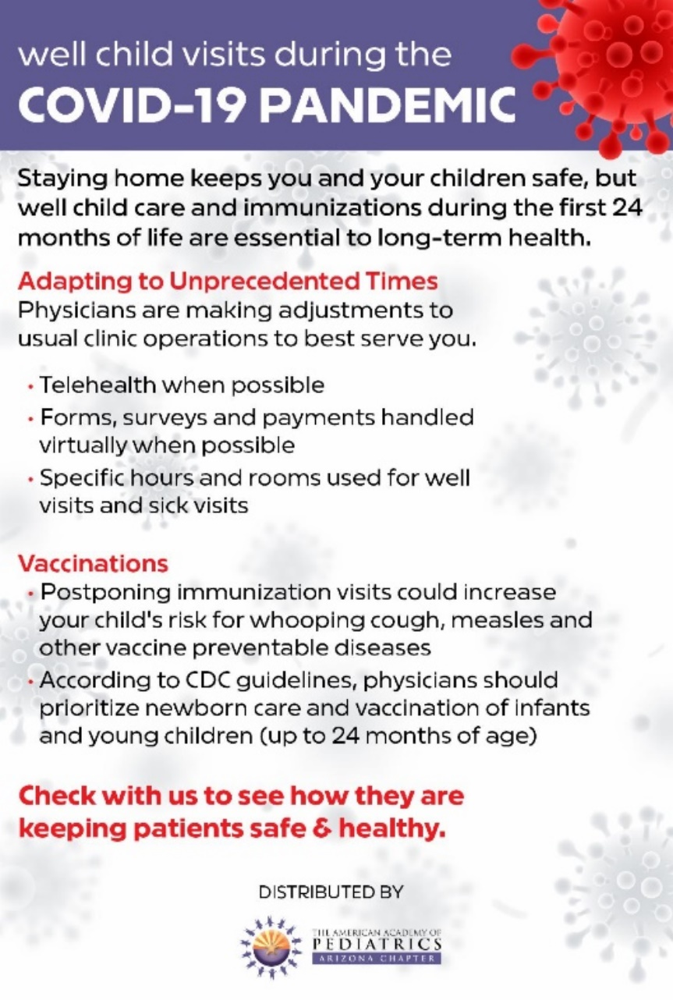 well child visits during the
COVID-19 PANDEMIC
Staying home keeps you and your children safe, but
well child care and immunizations during the first 24
months of life are essential to long-term health.
Adapting to Unprecedented Times
Physicians are making adjustments to
usual clinic operations to best serve you.
• Telehealth when possible
• Forms, surveys and payments handled
virtually when possible
• Specific hours and rooms used for well
visits and sick visits
Vaccinations
• Postponing immunization visits could increase
your child's risk for whooping cough, measles and
other vaccine preventable diseases
• According to CDC guidelines, physicians should
prioritize newborn care and vaccination of infants
and young children (up to 24 months of age)
Check with us to see how they are
keeping patients safe & healthy.
DISTRIBUTED BY
THE AMERICAN ACADEMY OF
PEDIATRICS
ARIZONA CHAPTER